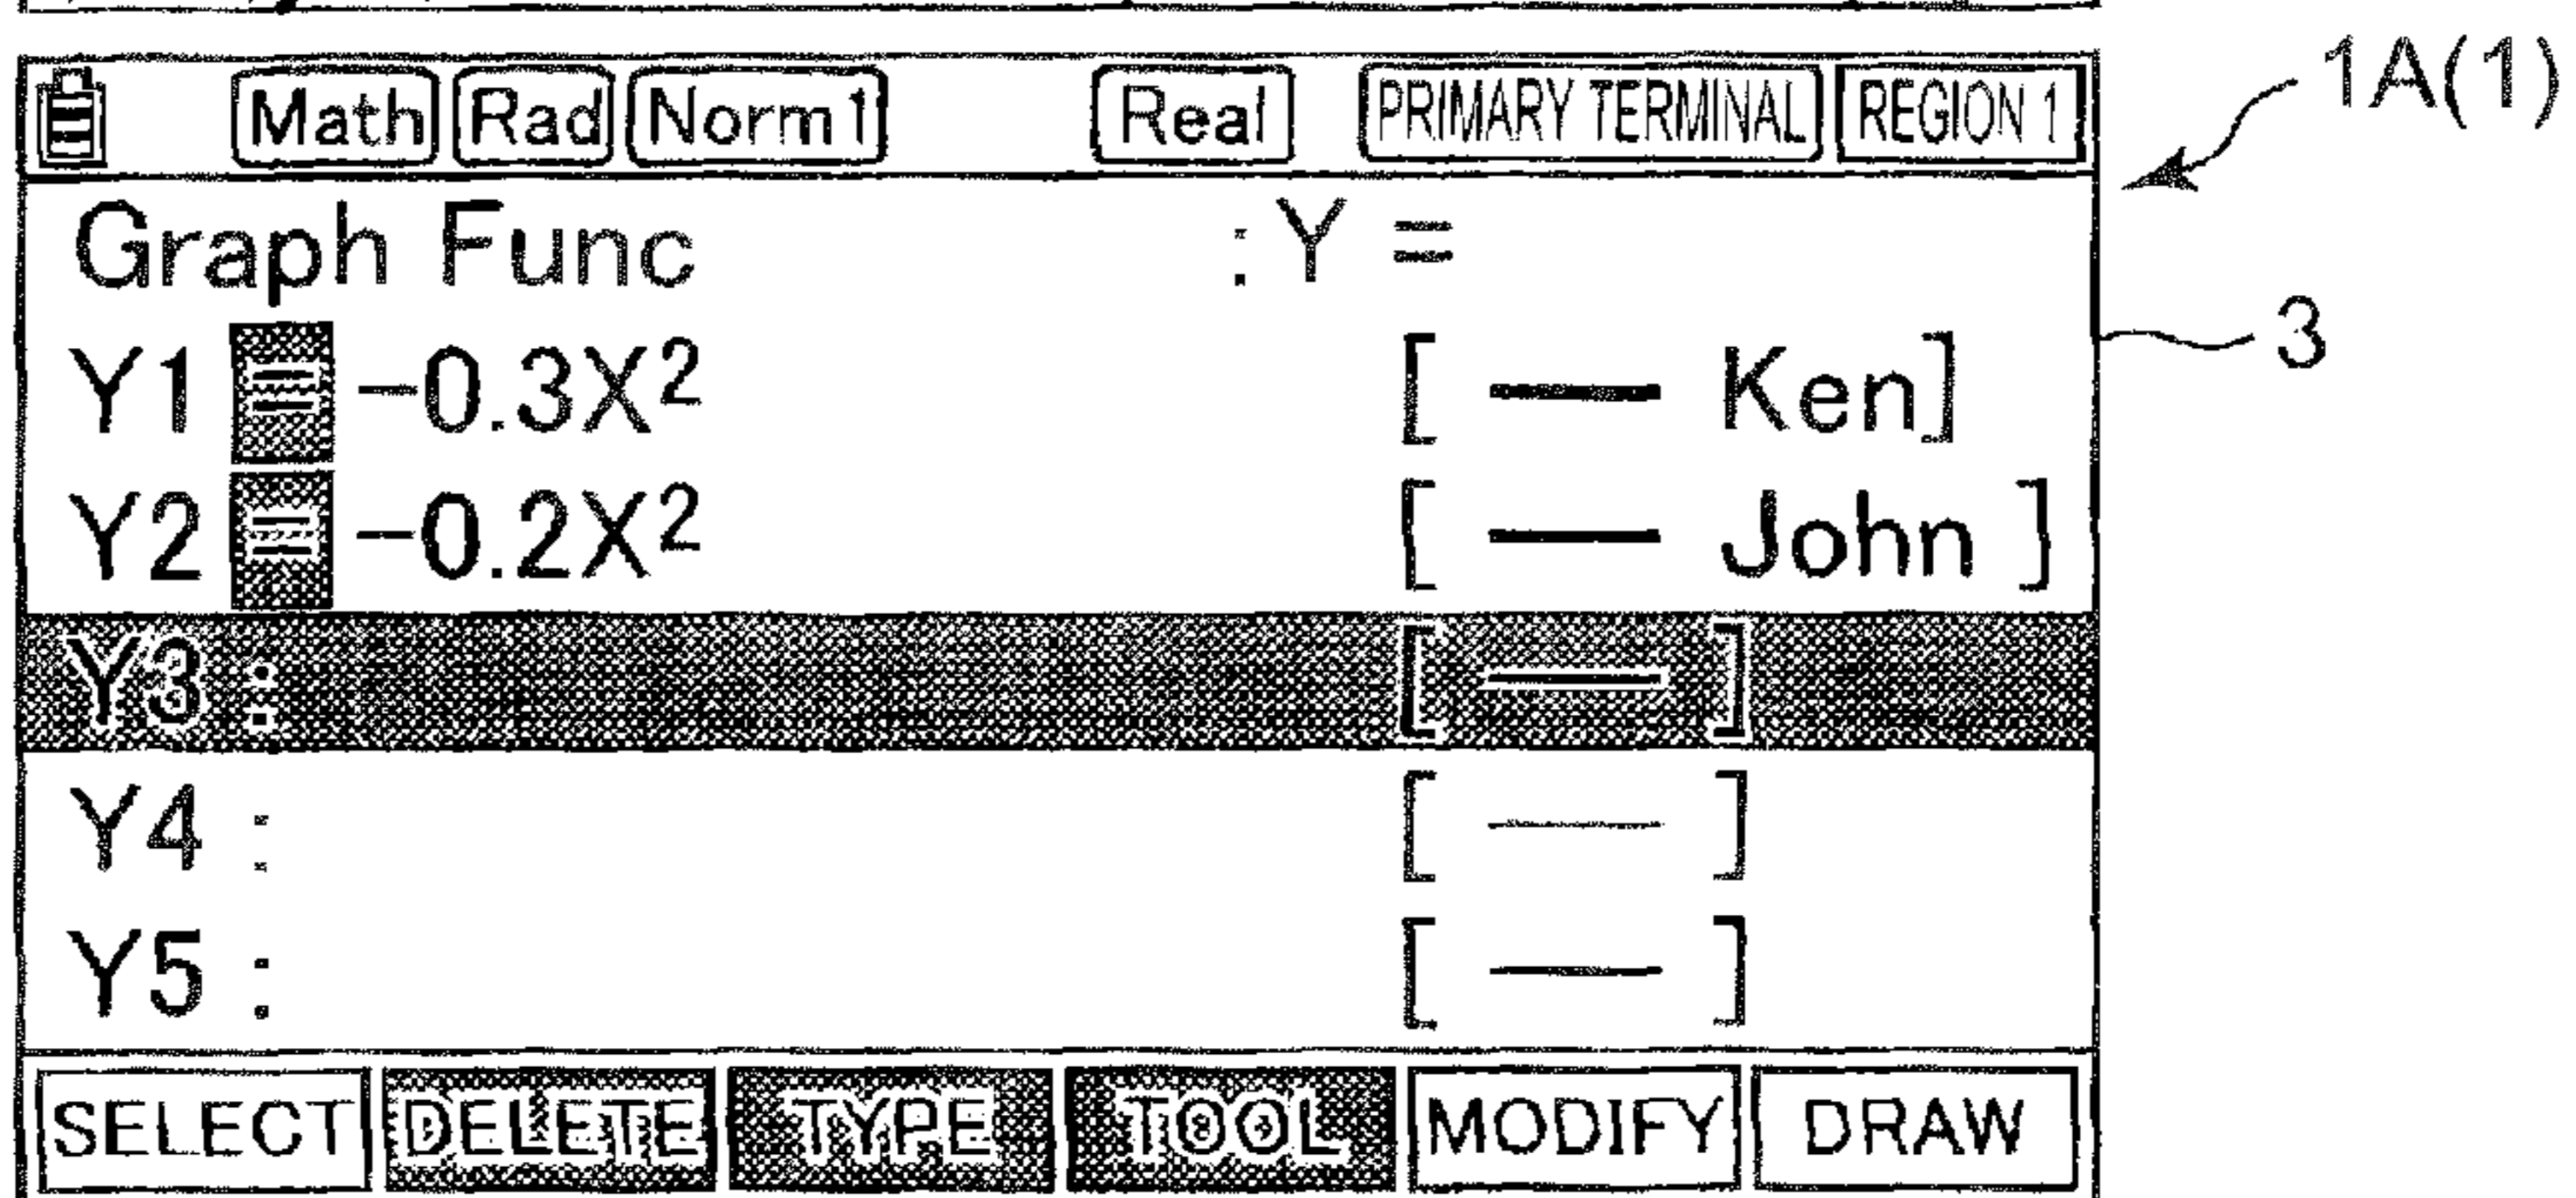 Math Rad Norm1 Real PRIMARY TERMINAL REGION 1
1A(1)
Graph Func :Y =
3
Y1 = -0.3X² [ — Ken]
Y2 = -0.2X² [ — John ]
Y3 : [ — ]
Y4 : [ — ]
Y5 : [ — ]
SELECT DELETE TYPE TOOL MODIFY DRAW